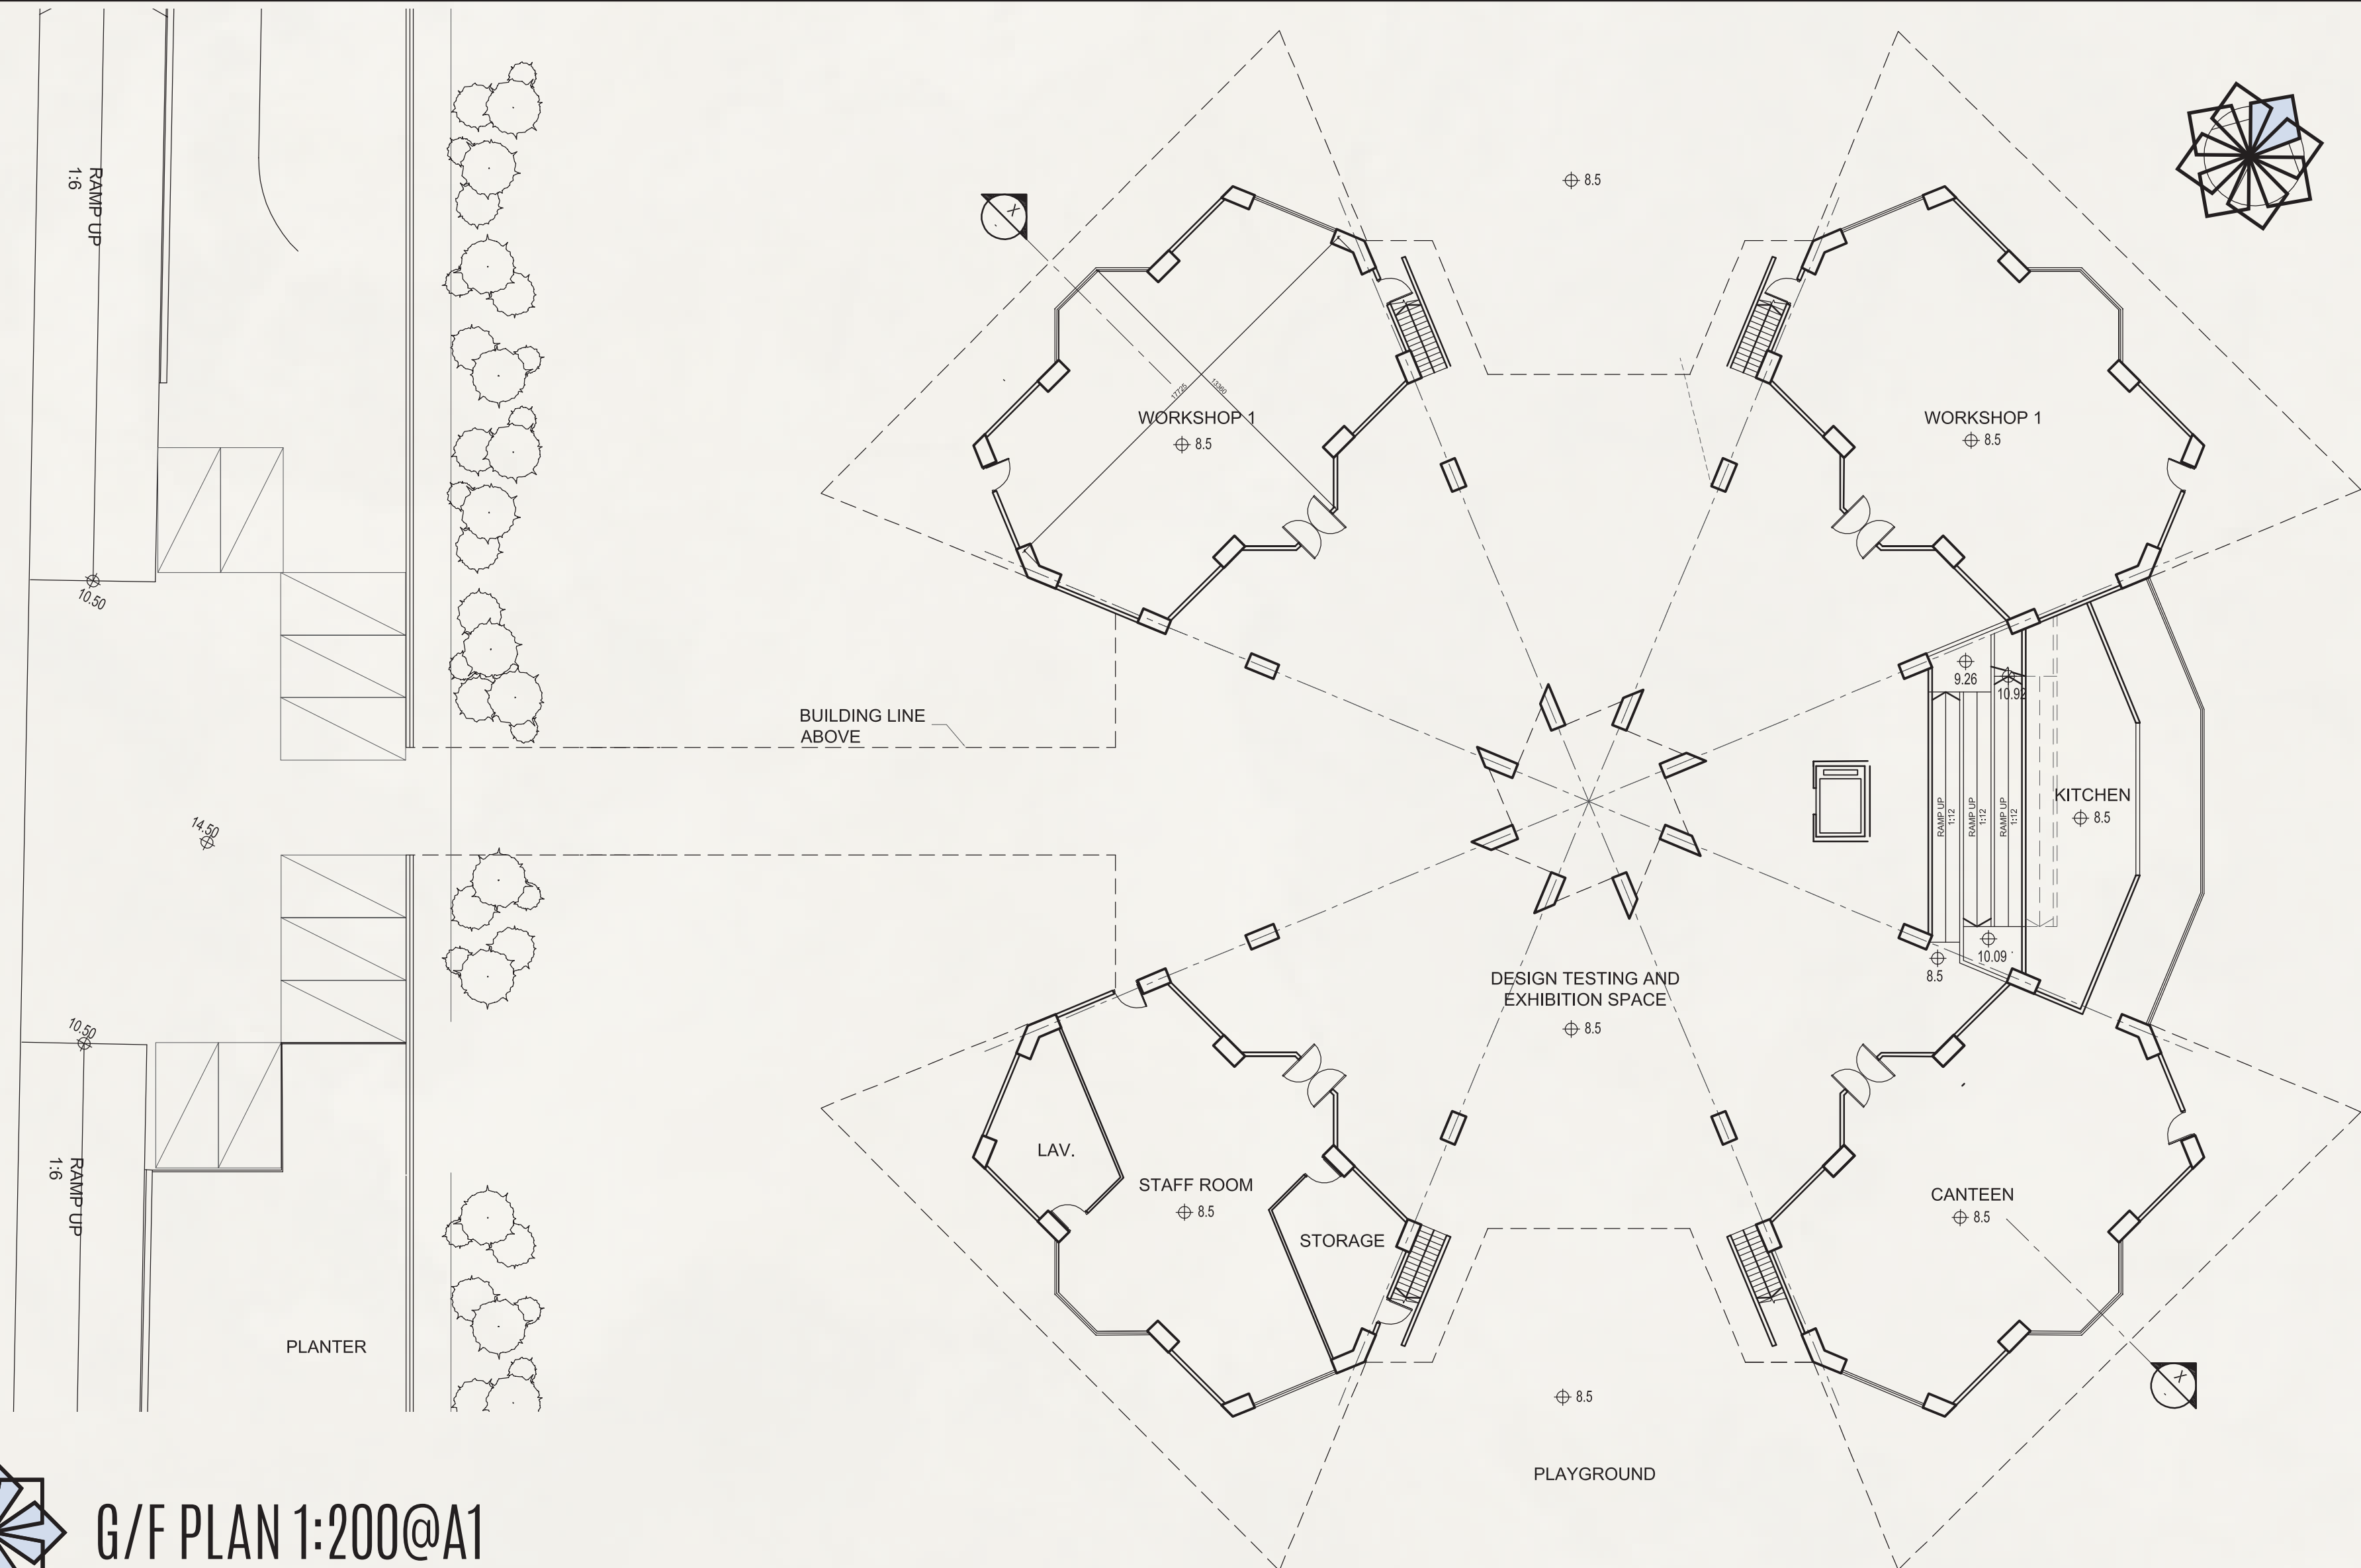 RAMP UP
1:6
10.50
14.50
10.50
RAMP UP
1:6
PLANTER
BUILDING LINE
ABOVE
X
8.5
17725
13360
WORKSHOP 1
8.5
WORKSHOP 1
8.5
9.26
10.92
RAMP UP
1:12
RAMP UP
1:12
RAMP UP
1:12
KITCHEN
8.5
10.09
8.5
DESIGN TESTING AND
EXHIBITION SPACE
8.5
LAV.
STAFF ROOM
8.5
STORAGE
CANTEEN
8.5
X
8.5
PLAYGROUND
G/F PLAN 1:200@A1